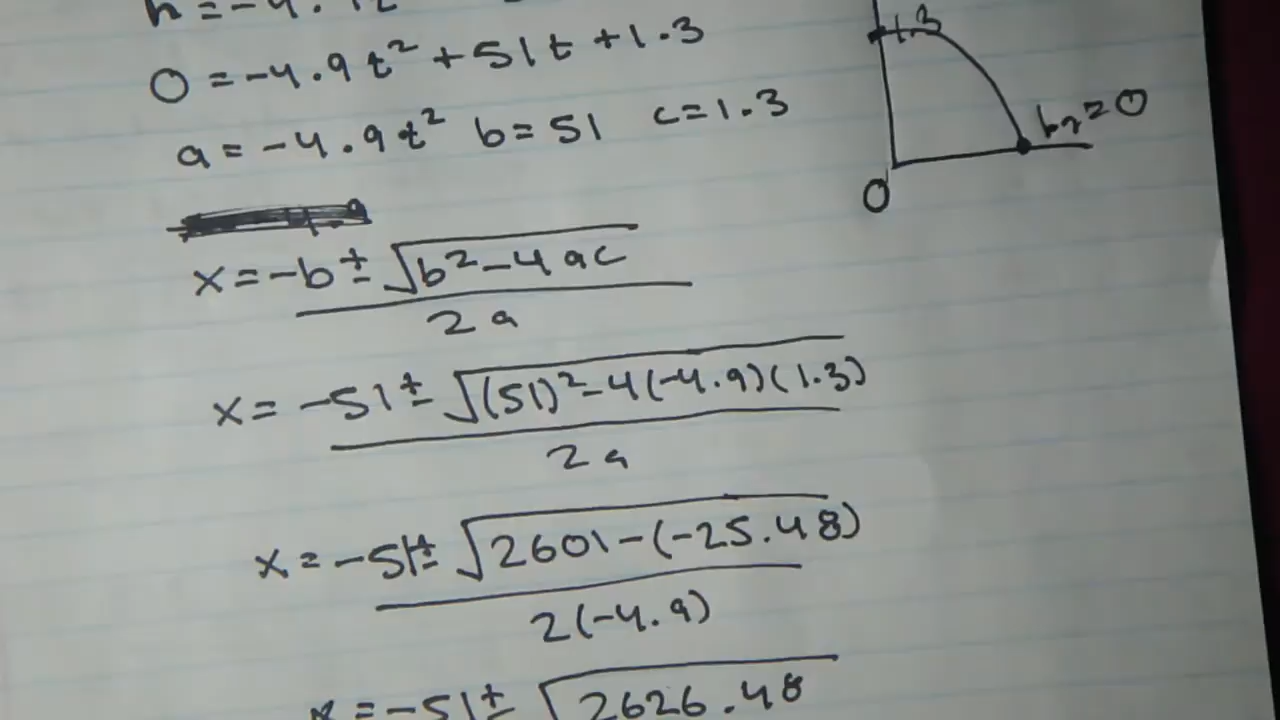 0 = -4.9t² + 51t + 1.3
a = -4.9t² b = 51 c = 1.3
x = -b ± √b² - 4ac
2a
x = -51 ± √(51)² - 4(-4.9)(1.3)
2a
x = -51 ± √2601 - (-25.48)
2(-4.9)
x = -51 ± √2626.48
1.3
0